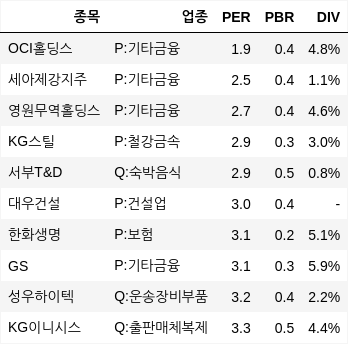 종목 업종 PER PBR DIV
OCI홀딩스 P:기타금융 1.9 0.4 4.8%
세아제강지주 P:기타금융 2.5 0.4 1.1%
영원무역홀딩스 P:기타금융 2.7 0.4 4.6%
KG스틸 P:철강금속 2.9 0.3 3.0%
서부T&D Q:숙박음식 2.9 0.5 0.8%
대우건설 P:건설업 3.0 0.4 -
한화생명 P:보험 3.1 0.2 5.1%
GS P:기타금융 3.1 0.3 5.9%
성우하이텍 Q:운송장비부품 3.2 0.4 2.2%
KG이니시스 Q:출판매체복제 3.3 0.5 4.4%